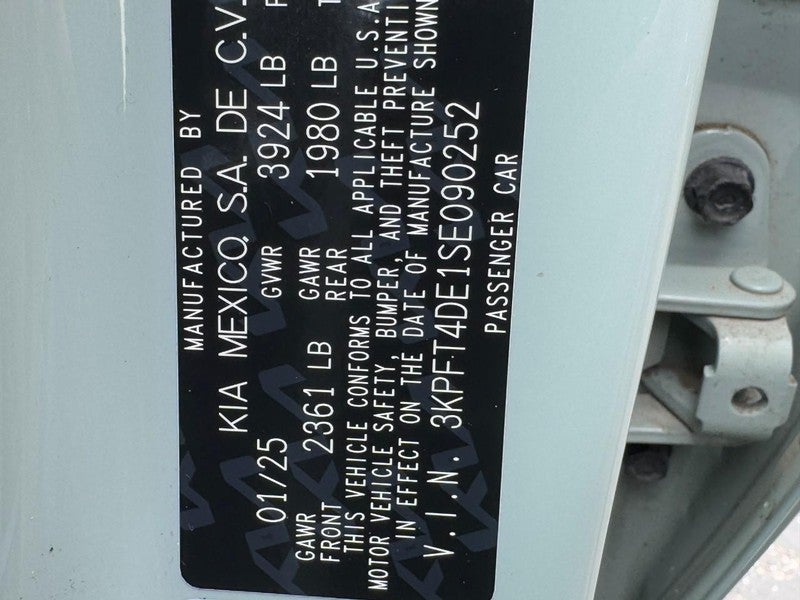 MANUFACTURED BY
KIA MEXICO, S.A. DE C.V.
01/25 GVWR 3924 LB
GAWR FRONT 2361 LB GAWR REAR 1980 LB
THIS VEHICLE CONFORMS TO ALL APPLICABLE U.S.A
MOTOR VEHICLE SAFETY, BUMPER, AND THEFT PREVENTI
IN EFFECT ON THE DATE OF MANUFACTURE SHOWN
V.I.N. 3KPFT4DE1SE090252
PASSENGER CAR